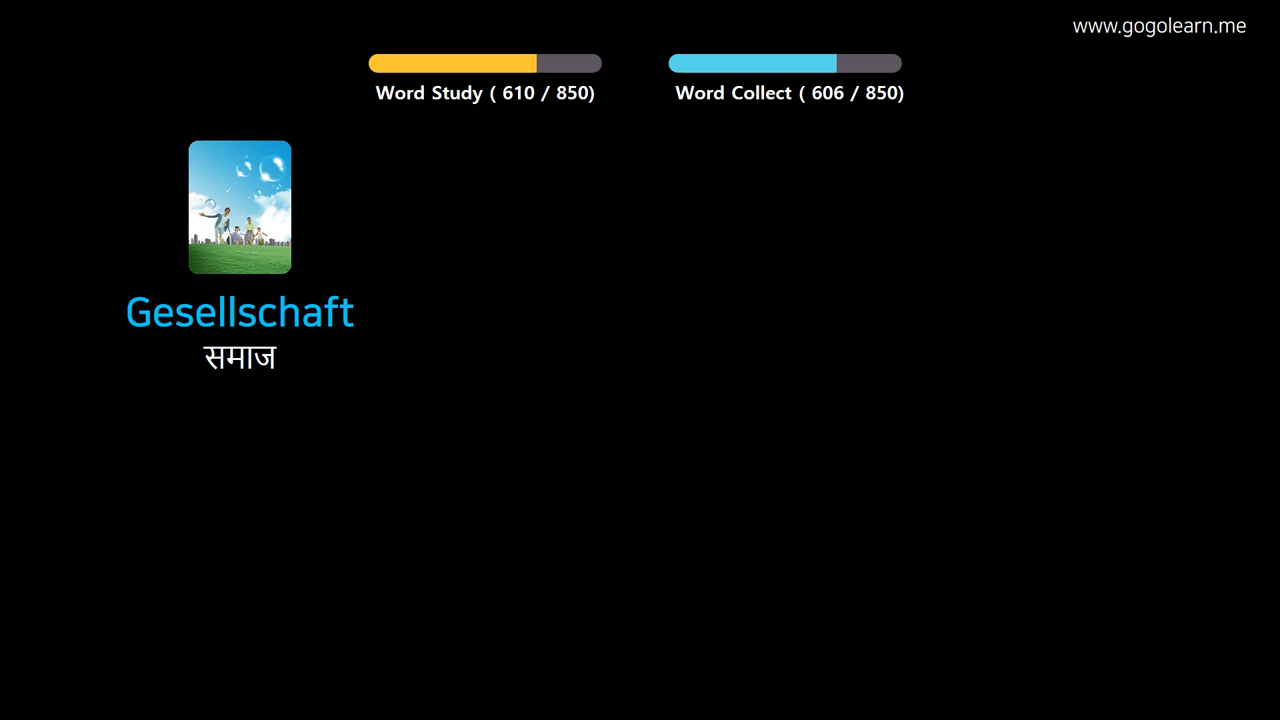 www.gogolearn.me
Word Study ( 610 / 850)
Word Collect ( 606 / 850)
Gesellschaft
समाज